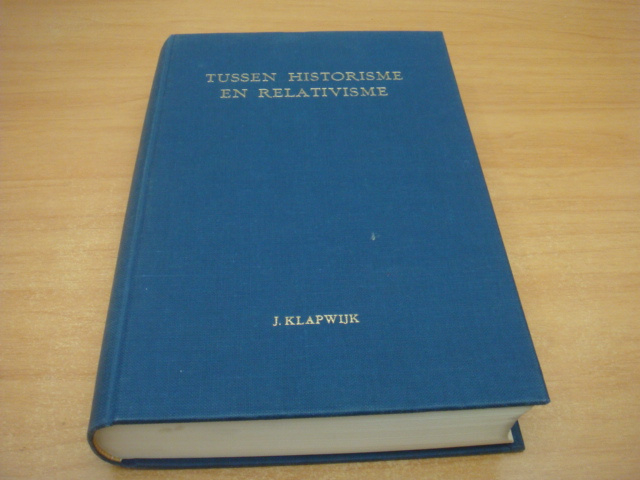 TUSSEN HISTORISME
EN RELATIVISME
J. KLAPWIJK